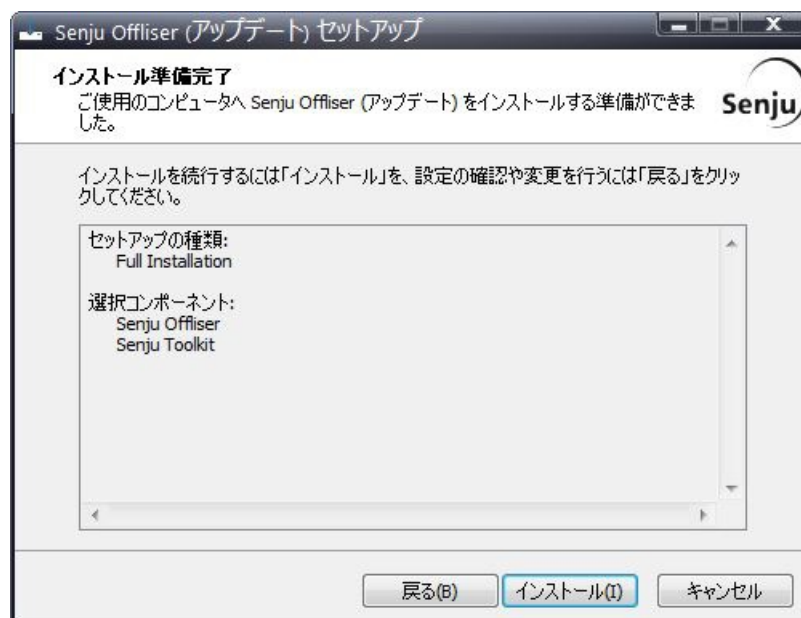 Senju Offliser (アップデート) セットアップ
インストール準備完了
ご使用のコンピュータへ Senju Offliser (アップデート) をインストールする準備ができま
した。
Senju
インストールを続行するには「インストール」を、設定の確認や変更を行うには「戻る」をクリッ
クしてください。
セットアップの種類:
Full Installation
選択コンポーネント:
Senju Offliser
Senju Toolkit
戻る(B) インストール(I) キャンセル